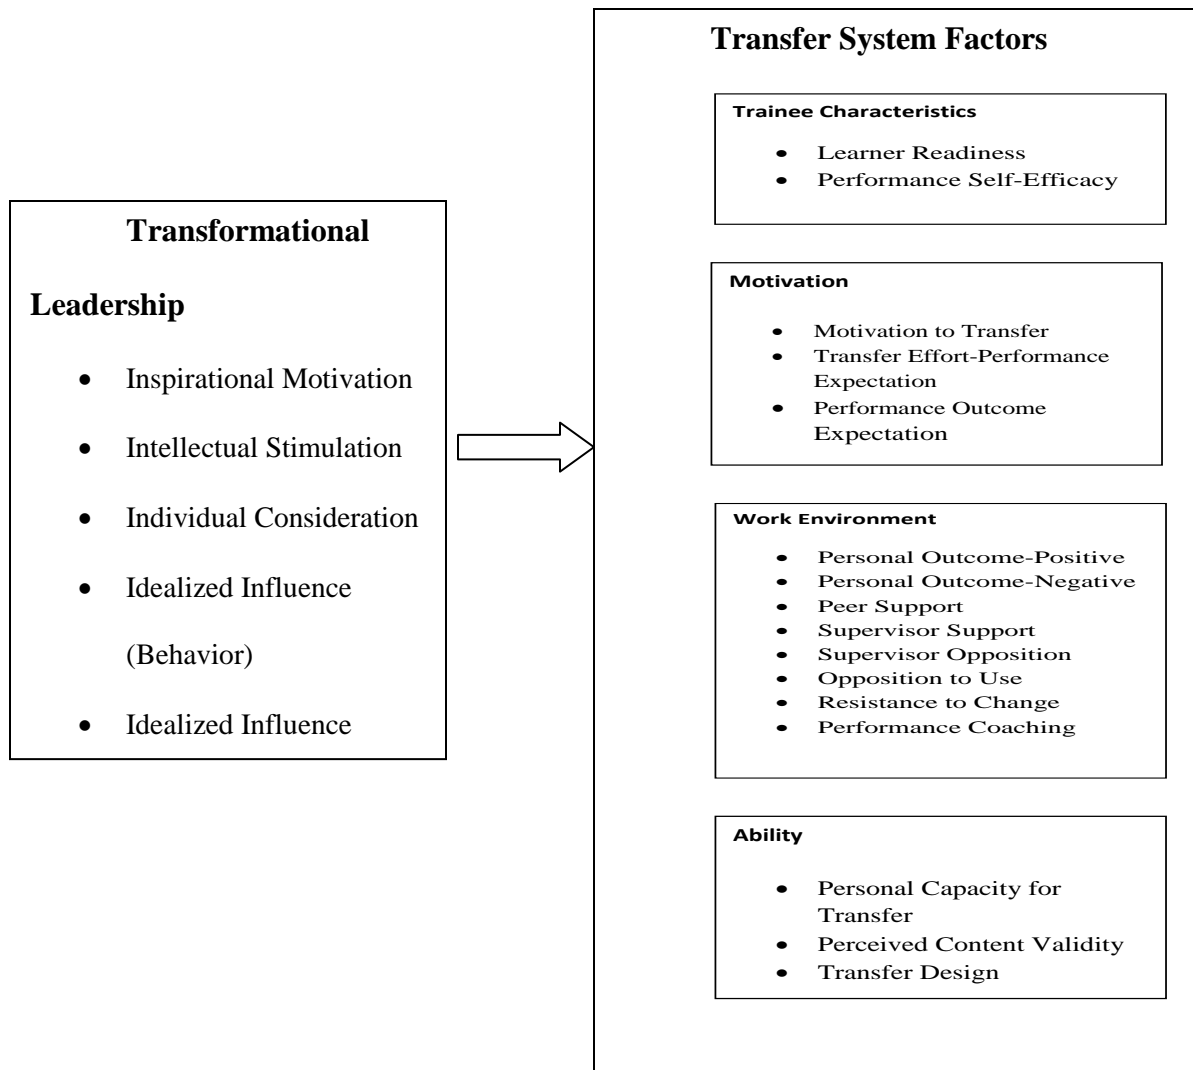 Transformational
Leadership
• Inspirational Motivation
• Intellectual Stimulation
• Individual Consideration
• Idealized Influence
(Behavior)
• Idealized Influence
Transfer System Factors
Trainee Characteristics
• Learner Readiness
• Performance Self-Efficacy
Motivation
• Motivation to Transfer
• Transfer Effort-Performance
Expectation
• Performance Outcome
Expectation
Work Environment
• Personal Outcome-Positive
• Personal Outcome-Negative
• Peer Support
• Supervisor Support
• Supervisor Opposition
• Opposition to Use
• Resistance to Change
• Performance Coaching
Ability
• Personal Capacity for
Transfer
• Perceived Content Validity
• Transfer Design